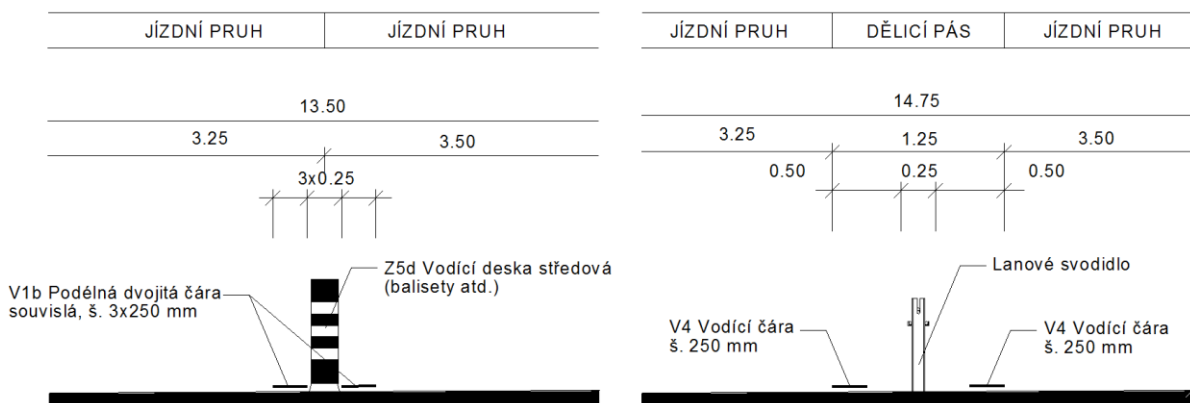 JÍZDNÍ PRUH JÍZDNÍ PRUH
13.50
3.25 3.50
3x0.25
Z5d Vodící deska středová
(balisety atd.)
V1b Podélná dvojitá čára
souvislá, š. 3x250 mm
JÍZDNÍ PRUH DĚLICÍ PÁS JÍZDNÍ PRUH
14.75
3.25 1.25 3.50
0.50 0.25 0.50
Lanové svodidlo
V4 Vodící čára
š. 250 mm
V4 Vodící čára
š. 250 mm